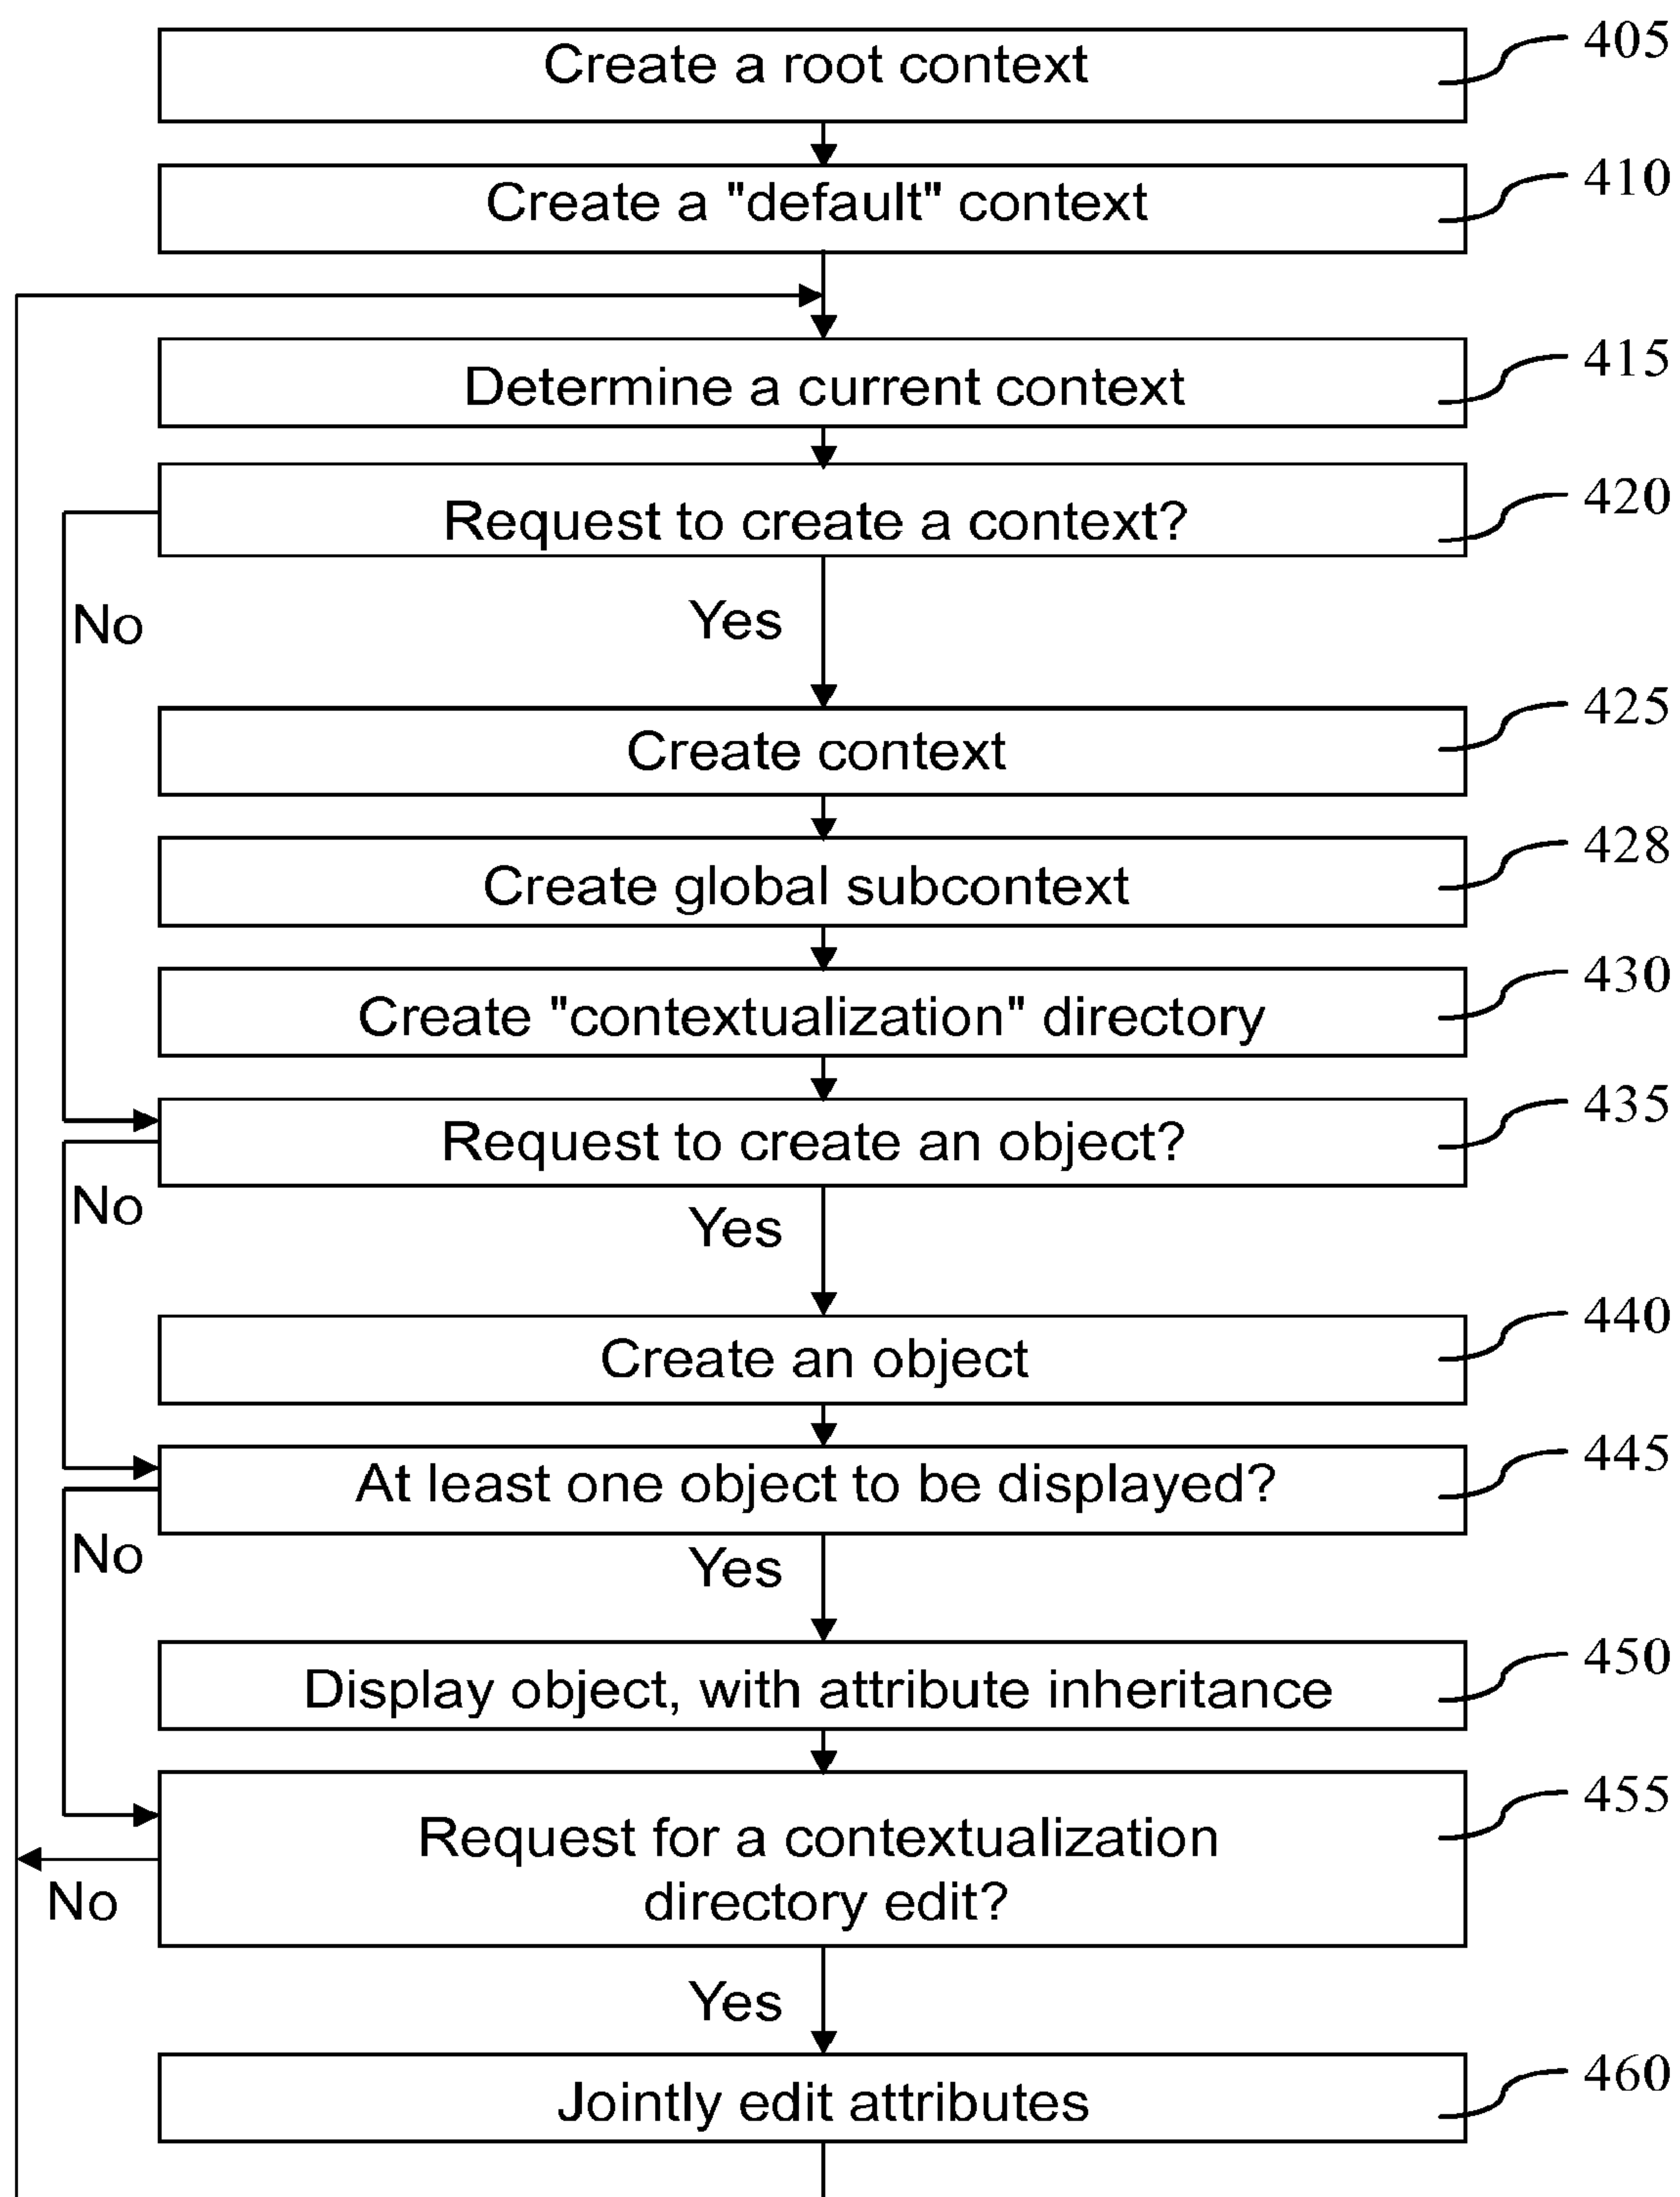 Create a root context
405
Create a "default" context
410
Determine a current context
415
Request to create a context?
420
No
Yes
Create context
425
Create global subcontext
428
Create "contextualization" directory
430
Request to create an object?
435
No
Yes
Create an object
440
At least one object to be displayed?
445
No
Yes
Display object, with attribute inheritance
450
Request for a contextualization
directory edit?
455
No
Yes
Jointly edit attributes
460